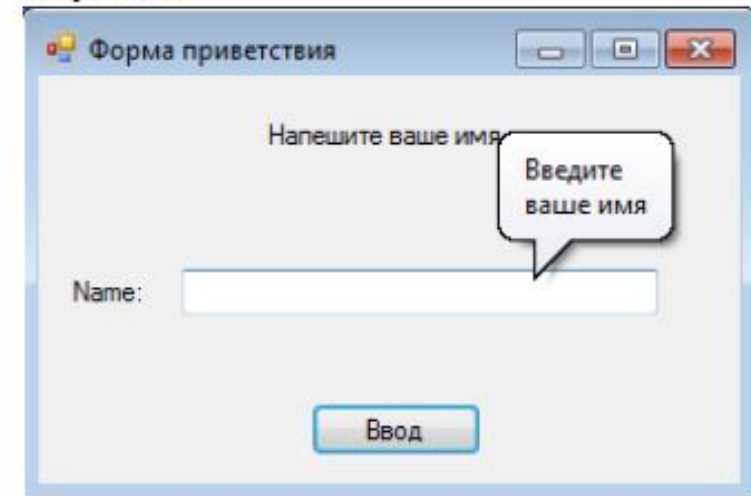 Форма приветствия
Напешите ваше имя
Введите
ваше имя
Name:
Ввод